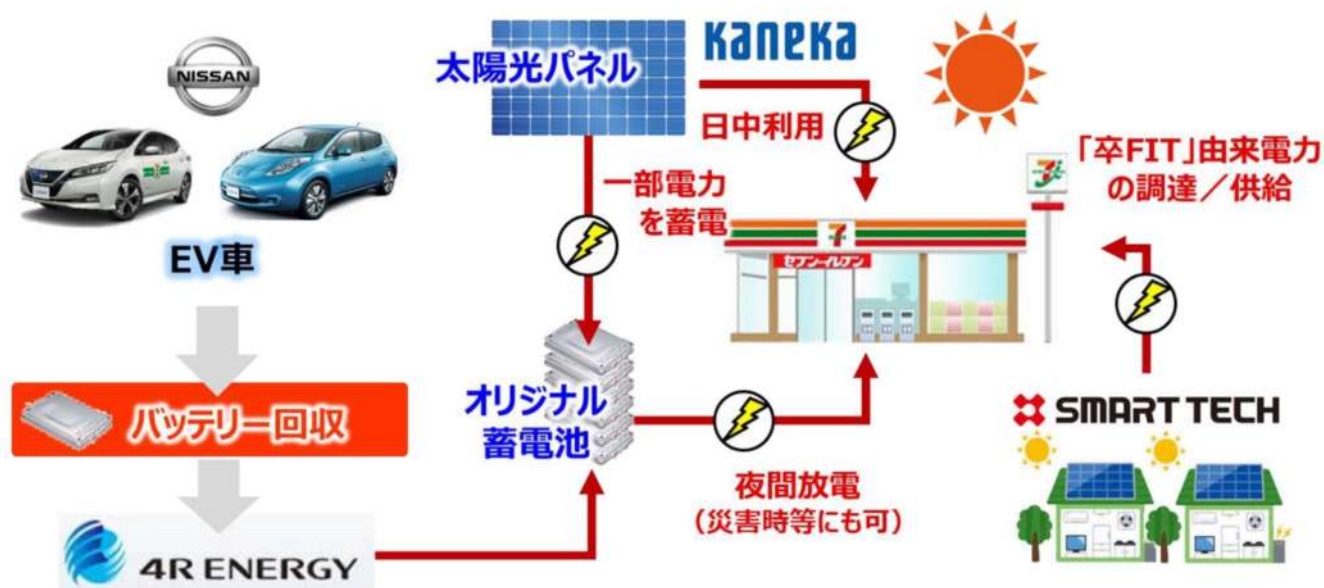 NISSAN
EV車
バッテリー回収
4R ENERGY
太陽光パネル
kaneka
日中利用
一部電力
を蓄電
オリジナル
蓄電池
夜間放電
(災害時等にも可)
7
セブン-イレブン
7
「卒FIT」由来電力
の調達／供給
SMART TECH